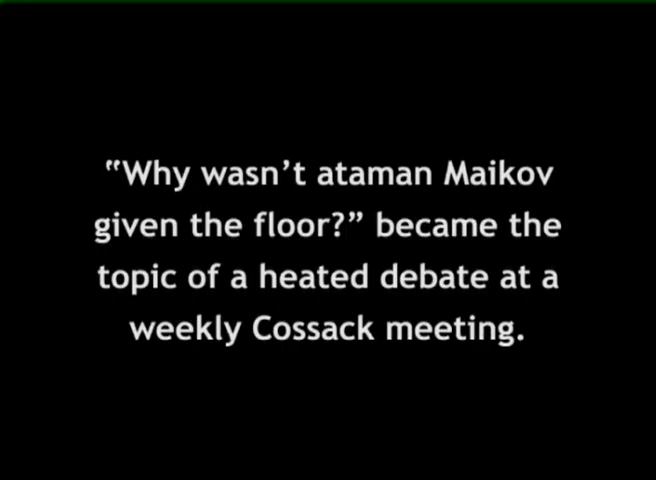 “Why wasn’t ataman Maikov
given the floor?” became the
topic of a heated debate at a
weekly Cossack meeting.